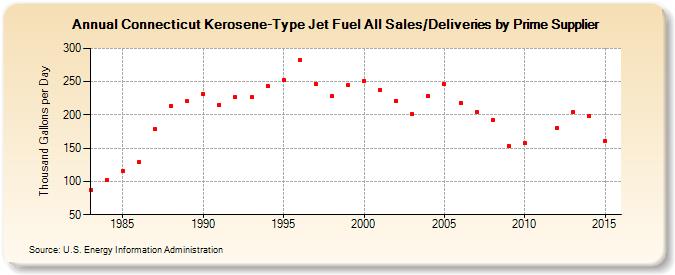 Annual Connecticut Kerosene-Type Jet Fuel All Sales/Deliveries by Prime Supplier
Thousand Gallons per Day
300
250
200
150
100
50
1985 1990 1995 2000 2005 2010 2015
Source: U.S. Energy Information Administration